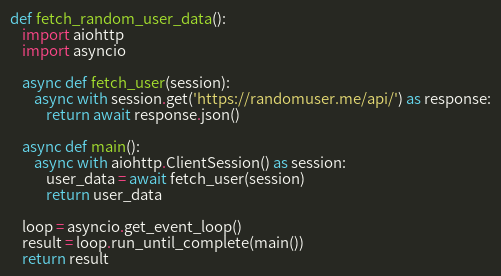 def fetch_random_user_data():
    import aiohttp
    import asyncio

    async def fetch_user(session):
        async with session.get('https://randomuser.me/api/') as response:
            return await response.json()

    async def main():
        async with aiohttp.ClientSession() as session:
            user_data = await fetch_user(session)
            return user_data

    loop = asyncio.get_event_loop()
    result = loop.run_until_complete(main())
    return result